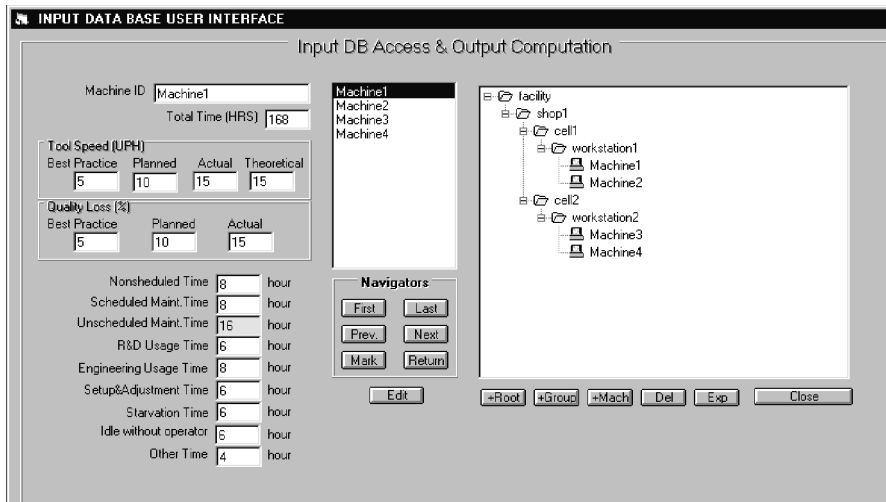 INPUT DATA BASE USER INTERFACE
Input DB Access & Output Computation
Machine ID Machine1
Total Time (HRS) 168
Tool Speed (UPH)
Best Practice Planned Actual Theoretical
5 10 15 15
Quality Loss (%)
Best Practice Planned Actual
5 10 15
Nonsheduled Time 8 hour
Scheduled Maint.Time 8 hour
Unscheduled Maint.Time 16 hour
R&D Usage Time 6 hour
Engineering Usage Time 8 hour
Setup&Adjustment Time 6 hour
Starvation Time 6 hour
Idle without operator 6 hour
Other Time 4 hour
Machine1
Machine2
Machine3
Machine4
Navigators
First Last
Prev. Next
Mark Return
Edit
facility
shop1
cell1
workstation1
Machine1
Machine2
cell2
workstation2
Machine3
Machine4
+Root +Group +Mach Del Exp Close